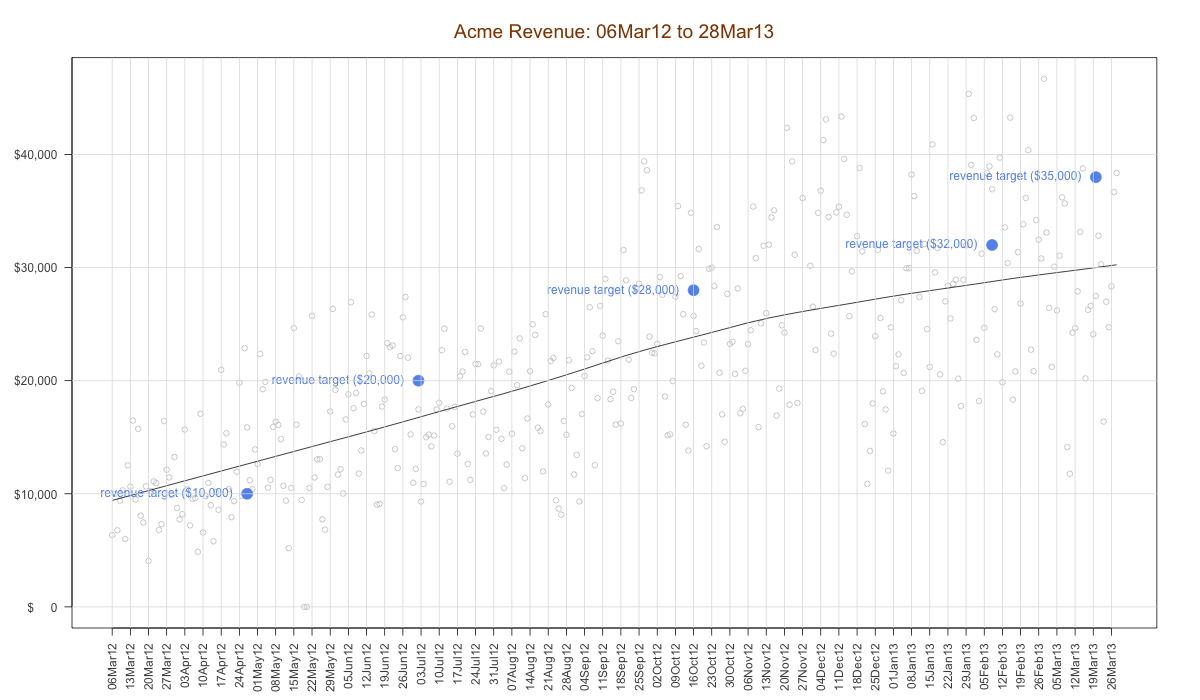 Acme Revenue: 06Mar12 to 28Mar13
$40,000
revenue target ($35,000)
revenue target ($32,000)
$30,000
revenue target ($28,000)
$20,000
revenue target ($20,000)
$10,000
revenue target ($10,000)
$ 0
06Mar12
13Mar12
20Mar12
27Mar12
03Apr12
10Apr12
17Apr12
24Apr12
01May12
08May12
15May12
22May12
29May12
05Jun12
12Jun12
19Jun12
26Jun12
03Jul12
10Jul12
17Jul12
24Jul12
31Jul12
07Aug12
14Aug12
21Aug12
28Aug12
04Sep12
11Sep12
18Sep12
25Sep12
02Oct12
09Oct12
16Oct12
23Oct12
30Oct12
06Nov12
13Nov12
20Nov12
27Nov12
04Dec12
11Dec12
18Dec12
25Dec12
01Jan13
08Jan13
15Jan13
22Jan13
29Jan13
05Feb13
12Feb13
19Feb13
26Feb13
05Mar13
12Mar13
19Mar13
26Mar13